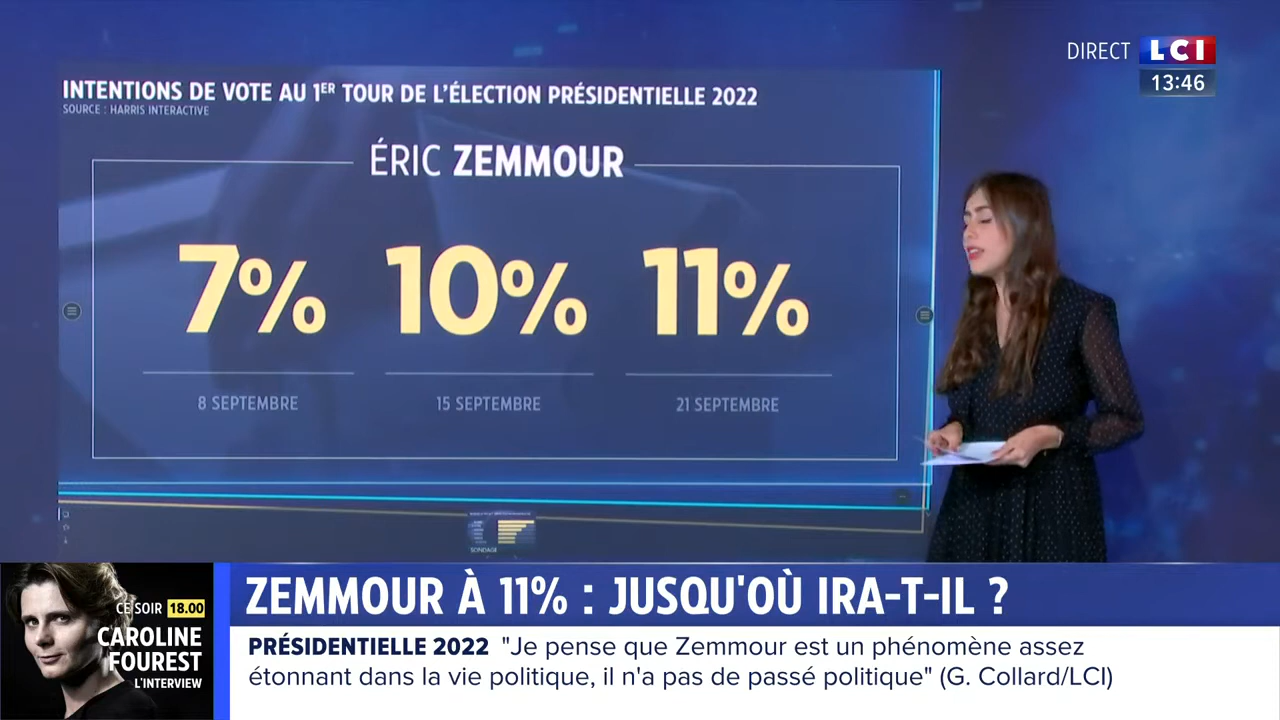 DIRECT LCI
13:46
INTENTIONS DE VOTE AU 1ER TOUR DE L'ÉLECTION PRÉSIDENTIELLE 2022
SOURCE : HARRIS INTERACTIVE
ÉRIC ZEMMOUR
7% 10% 11%
8 SEPTEMBRE 15 SEPTEMBRE 21 SEPTEMBRE
SONDAGE
CE SOIR 18.00
CAROLINE
FOUREST
L'INTERVIEW
ZEMMOUR À 11% : JUSQU'OÙ IRA-T-IL ?
PRÉSIDENTIELLE 2022 "Je pense que Zemmour est un phénomène assez
étonnant dans la vie politique, il n'a pas de passé politique" (G. Collard/LCI)